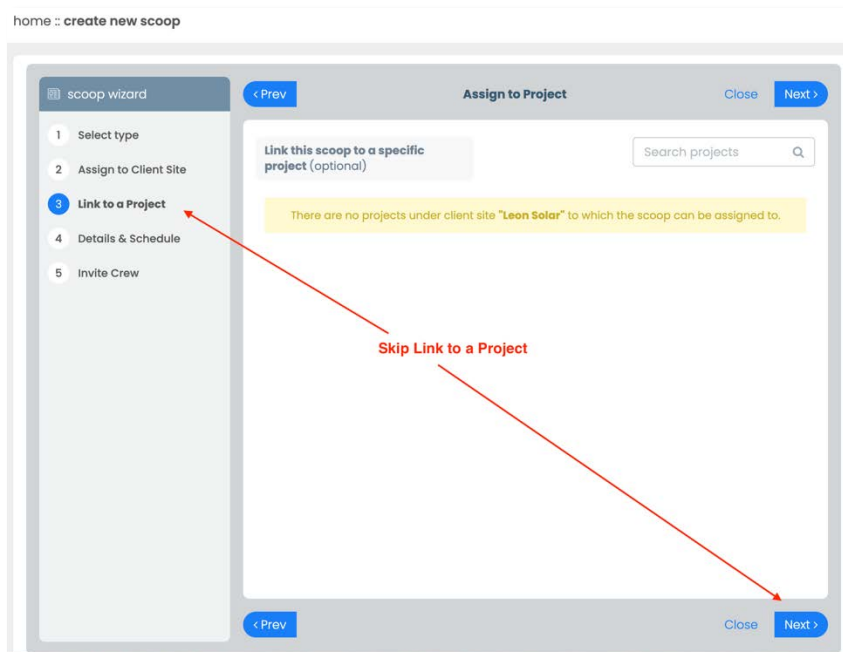 home :: create new scoop
scoop wizard
1 Select type
2 Assign to Client Site
3 Link to a Project
4 Details & Schedule
5 Invite Crew
< Prev
Assign to Project
Close
Next >
Link this scoop to a specific
project (optional)
Search projects
There are no projects under client site "Leon Solar" to which the scoop can be assigned to.
Skip Link to a Project
< Prev
Close
Next >